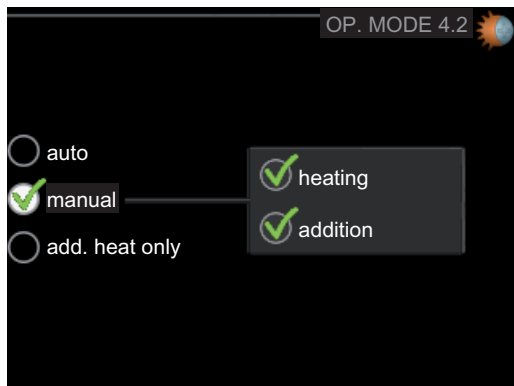 OP. MODE 4.2
auto
manual
add. heat only
heating
addition